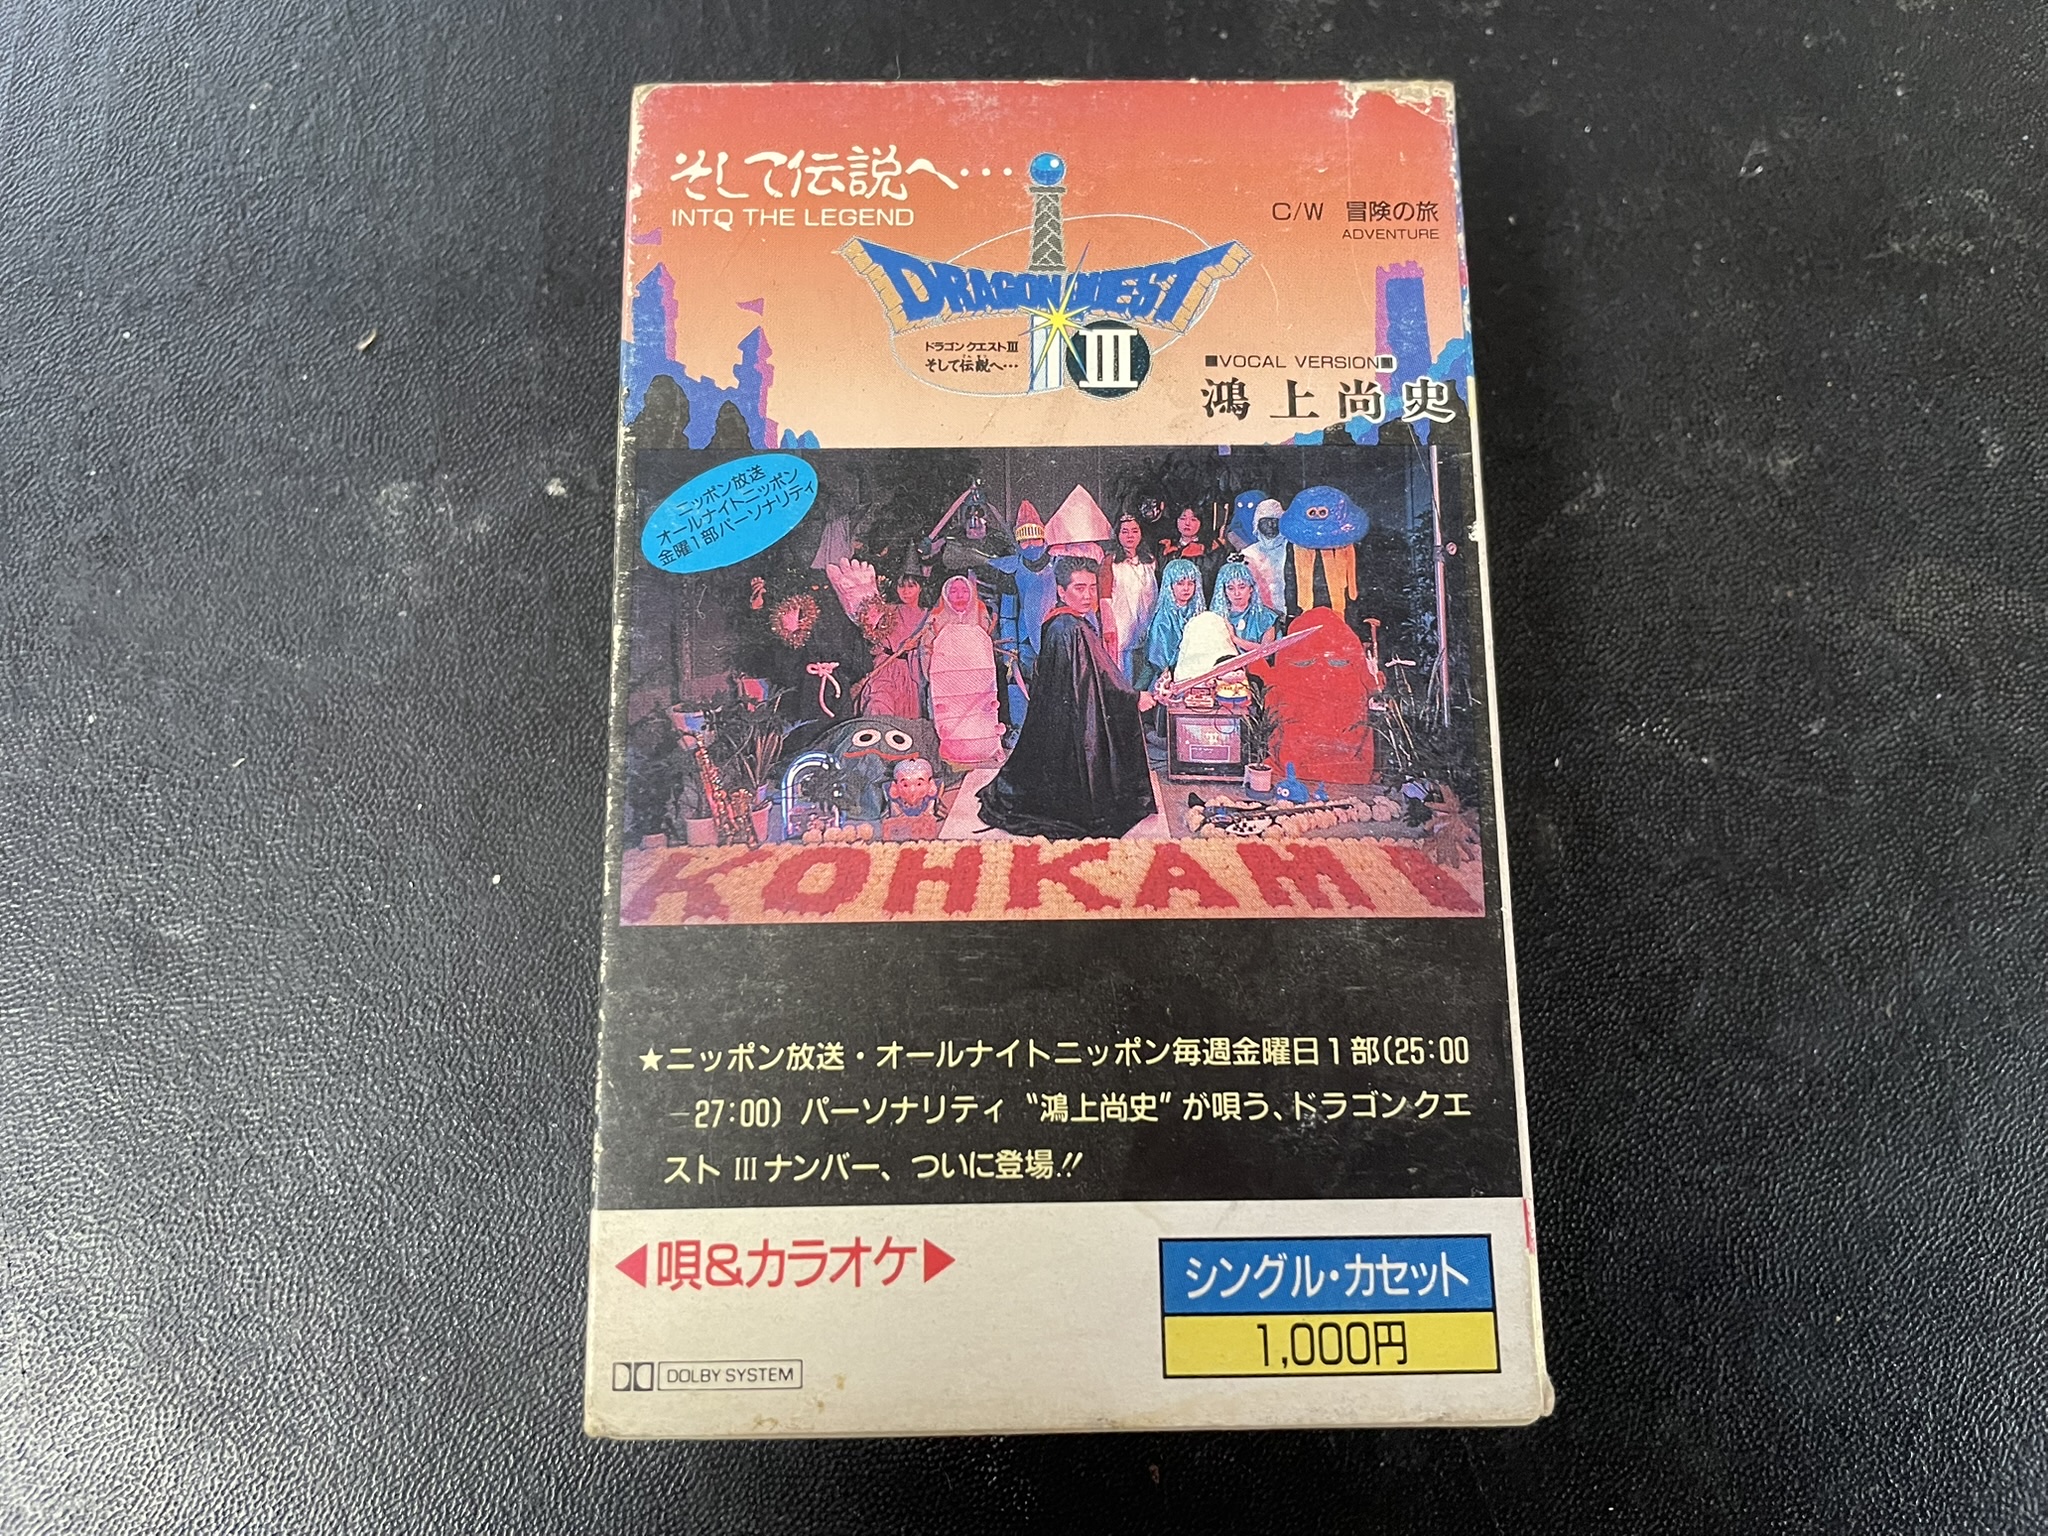 そして伝説へ…
INTO THE LEGEND
C/W 冒険の旅
ADVENTURE
DRAGON QUEST
III
ドラゴンクエストIII
そして伝説へ…
■VOCAL VERSION■
鴻上尚史
ニッポン放送
オールナイトニッポン
金曜1部パーソナリティ
KOHKAMI
★ニッポン放送・オールナイトニッポン毎週金曜日1部(25:00
−27:00) パーソナリティ“鴻上尚史”が唄う、ドラゴンクエ
スト IIIナンバー、ついに登場!!
◀唄&カラオケ▶
シングル・カセット
1,000円
DOLBY SYSTEM